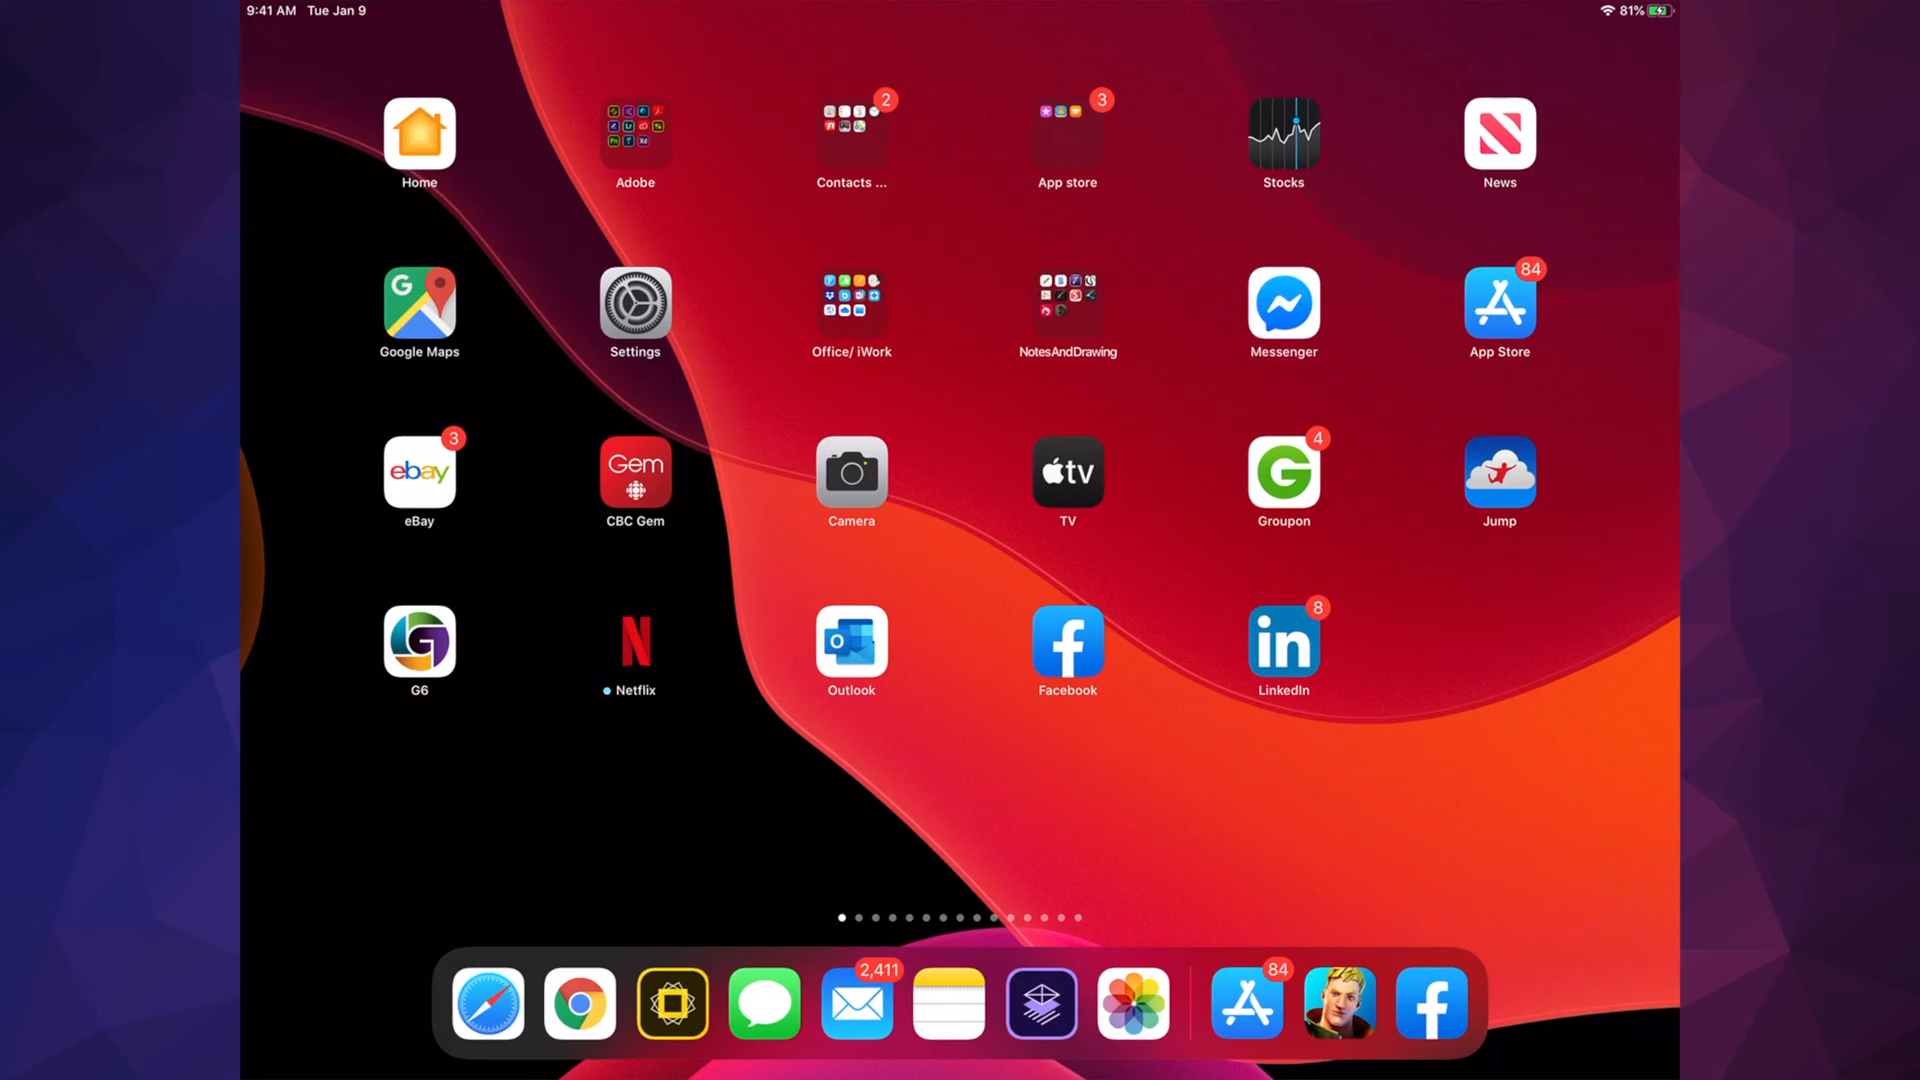 9:41 AM Tue Jan 9
81%
2
3
Home
Adobe
Contacts ...
App store
Stocks
News
G
84
Google Maps
Settings
Office/ iWork
NotesAndDrawing
Messenger
App Store
3
4
ebay
Gem
tv
G
eBay
CBC Gem
Camera
TV
Groupon
Jump
8
G
N
O
f
in
G6
Netflix
Outlook
Facebook
LinkedIn
2,411
84
f